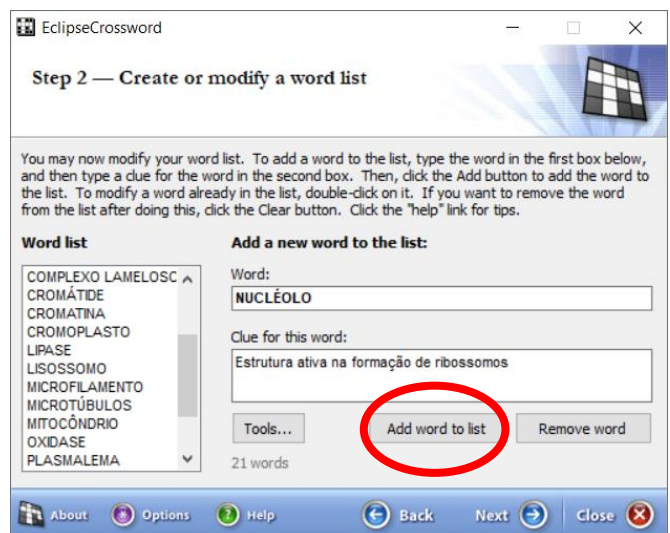 EclipseCrossword
Step 2 — Create or modify a word list
You may now modify your word list. To add a word to the list, type the word in the first box below,
and then type a clue for the word in the second box. Then, click the Add button to add the word to
the list. To modify a word already in the list, double-click on it. If you want to remove the word
from the list after doing this, click the Clear button. Click the "help" link for tips.
Word list
COMPLEXO LAMELOSC
CROMÁTIDE
CROMATINA
CROMOPLASTO
LIPASE
LISOSSOMO
MICROFILAMENTO
MICROTÚBULOS
MITOCÔNDRIO
OXIDASE
PLASMALEMA
Add a new word to the list:
Word:
NUCLÉOLO
Clue for this word:
Estrutura ativa na formação de ribossomos
Tools... Add word to list Remove word
21 words
About Options Help Back Next Close